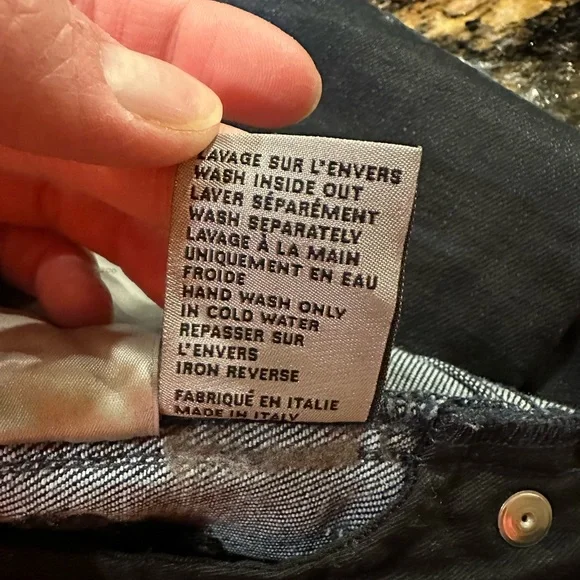 LAVAGE SUR L'ENVERS
WASH INSIDE OUT
LAVER SÉPARÉMENT
WASH SEPARATELY
LAVAGE À LA MAIN
UNIQUEMENT EN EAU
FROIDE
HAND WASH ONLY
IN COLD WATER
REPASSER SUR
L'ENVERS
IRON REVERSE
FABRIQUÉ EN ITALIE
MADE IN ITALY